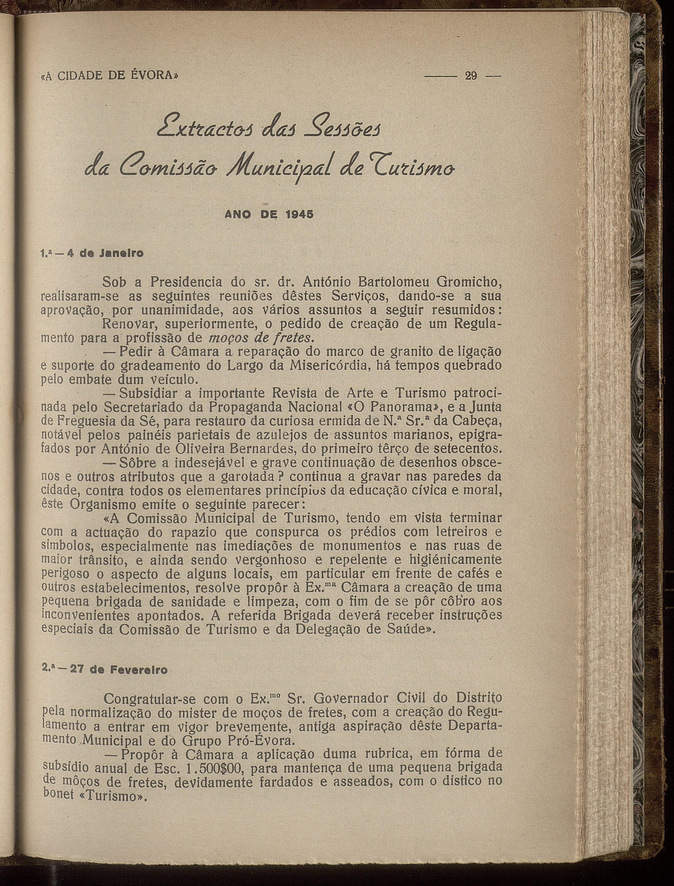 «A CIDADE DE ÉVORA»
—— 29 —
Extractos das Sessões
da Comissão Municipal de Turismo
ANO DE 1945
1.ª — 4 de Janeiro
Sob a Presidencia do sr. dr. António Bartolomeu Gromicho,
realisaram-se as seguintes reuniões dêstes Serviços, dando-se a sua
aprovação, por unanimidade, aos vários assuntos a seguir resumidos:
Renovar, superiormente, o pedido de creação de um Regula-
mento para a profissão de moços de fretes.
— Pedir à Câmara a reparação do marco de granito de ligação
e suporte do gradeamento do Largo da Misericórdia, há tempos quebrado
pelo embate dum veículo.
— Subsidiar a importante Revista de Arte e Turismo patroci-
nada pelo Secretariado da Propaganda Nacional «O Panorama», e a Junta
de Freguesia da Sé, para restauro da curiosa ermida de N.ª Sr.ª da Cabeça,
notável pelos painéis parietais de azulejos de assuntos marianos, epigra-
fados por António de Oliveira Bernardes, do primeiro têrço de setecentos.
— Sôbre a indesejável e grave continuação de desenhos obsce-
nos e outros atributos que a garotada? continua a gravar nas paredes da
cidade, contra todos os elementares princípios da educação cívica e moral,
êste Organismo emite o seguinte parecer:
«A Comissão Municipal de Turismo, tendo em vista terminar
com a actuação do rapazio que conspurca os prédios com letreiros e
simbolos, especialmente nas imediações de monumentos e nas ruas de
maior trânsito, e ainda sendo vergonhoso e repelente e higiénicamente
perigoso o aspecto de alguns locais, em particular em frente de cafés e
outros estabelecimentos, resolve propôr à Ex.ma Câmara a creação de uma
pequena brigada de sanidade e limpeza, com o fim de se pôr côbro aos
inconvenientes apontados. A referida Brigada deverá receber instruções
especiais da Comissão de Turismo e da Delegação de Saúde».
2.ª — 27 de Fevereiro
Congratular-se com o Ex.mo Sr. Governador Civil do Distrito
pela normalização do mister de moços de fretes, com a creação do Regu-
lamento a entrar em vigor brevemente, antiga aspiração dêste Departa-
mento Municipal e do Grupo Pró-Évora.
— Propôr à Câmara a aplicação duma rubrica, em fórma de
subsídio anual de Esc. 1.500$00, para mantença de uma pequena brigada
de môços de fretes, devidamente fardados e asseados, com o distico no
bonet «Turismo».